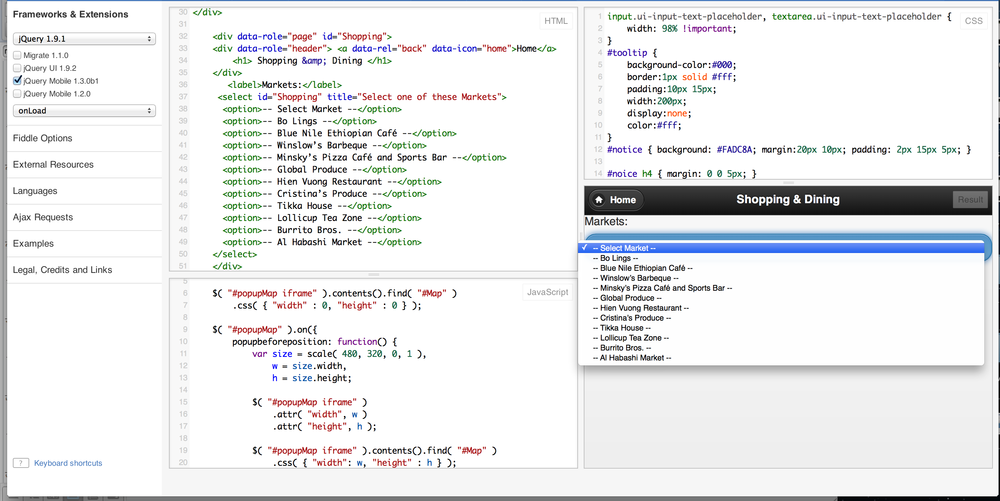 Frameworks & Extensions
jQuery 1.9.1
Migrate 1.1.0
jQuery UI 1.9.2
jQuery Mobile 1.3.0b1
jQuery Mobile 1.2.0
onLoad
Fiddle Options
External Resources
Languages
Ajax Requests
Examples
Legal, Credits and Links
? Keyboard shortcuts
HTML
30 </div>
31
32 <div data-role="page" id="Shopping">
33 <div data-role="header"> <a data-rel="back" data-icon="home">Home</a>
34 <h1> Shopping &amp; Dining </h1>
35 </div>
36 <label>Markets:</label>
37 <select id="Shopping" title="Select one of these Markets">
38 <option>-- Select Market --</option>
39 <option>-- Bo Lings --</option>
40 <option>-- Blue Nile Ethiopian Café --</option>
41 <option>-- Winslow’s Barbeque --</option>
42 <option>-- Minsky’s Pizza Café and Sports Bar --</option>
43 <option>-- Global Produce --</option>
44 <option>-- Hien Vuong Restaurant --</option>
45 <option>-- Cristina’s Produce --</option>
46 <option>-- Tikka House --</option>
47 <option>-- Lollicup Tea Zone --</option>
48 <option>-- Burrito Bros. --</option>
49 <option>-- Al Habashi Market --</option>
50 </select>
51 </div>
JavaScript
5
6 $( "#popupMap iframe" ).contents().find( "#Map" )
7 .css( { "width" : 0, "height" : 0 } );
8
9 $( "#popupMap" ).on({
10 popupbeforeposition: function() {
11 var size = scale( 480, 320, 0, 1 ),
12 w = size.width,
13 h = size.height;
14
15 $( "#popupMap iframe" )
16 .attr( "width", w )
17 .attr( "height", h );
18
19 $( "#popupMap iframe" ).contents().find( "#Map" )
20 .css( { "width": w, "height" : h } );
CSS
1 input.ui-input-text-placeholder, textarea.ui-input-text-placeholder {
2 width: 98% !important;
3 }
4 #tooltip {
5 background-color:#000;
6 border:1px solid #fff;
7 padding:10px 15px;
8 width:200px;
9 display:none;
10 color:#fff;
11 }
12 #notice { background: #FADC8A; margin:20px 10px; padding: 2px 15px 5px; }
13
14 #noice h4 { margin: 0 0 5px; }
Home
Shopping & Dining
Result
Markets:
✓ -- Select Market --
-- Bo Lings --
-- Blue Nile Ethiopian Café --
-- Winslow’s Barbeque --
-- Minsky’s Pizza Café and Sports Bar --
-- Global Produce --
-- Hien Vuong Restaurant --
-- Cristina’s Produce --
-- Tikka House --
-- Lollicup Tea Zone --
-- Burrito Bros. --
-- Al Habashi Market --